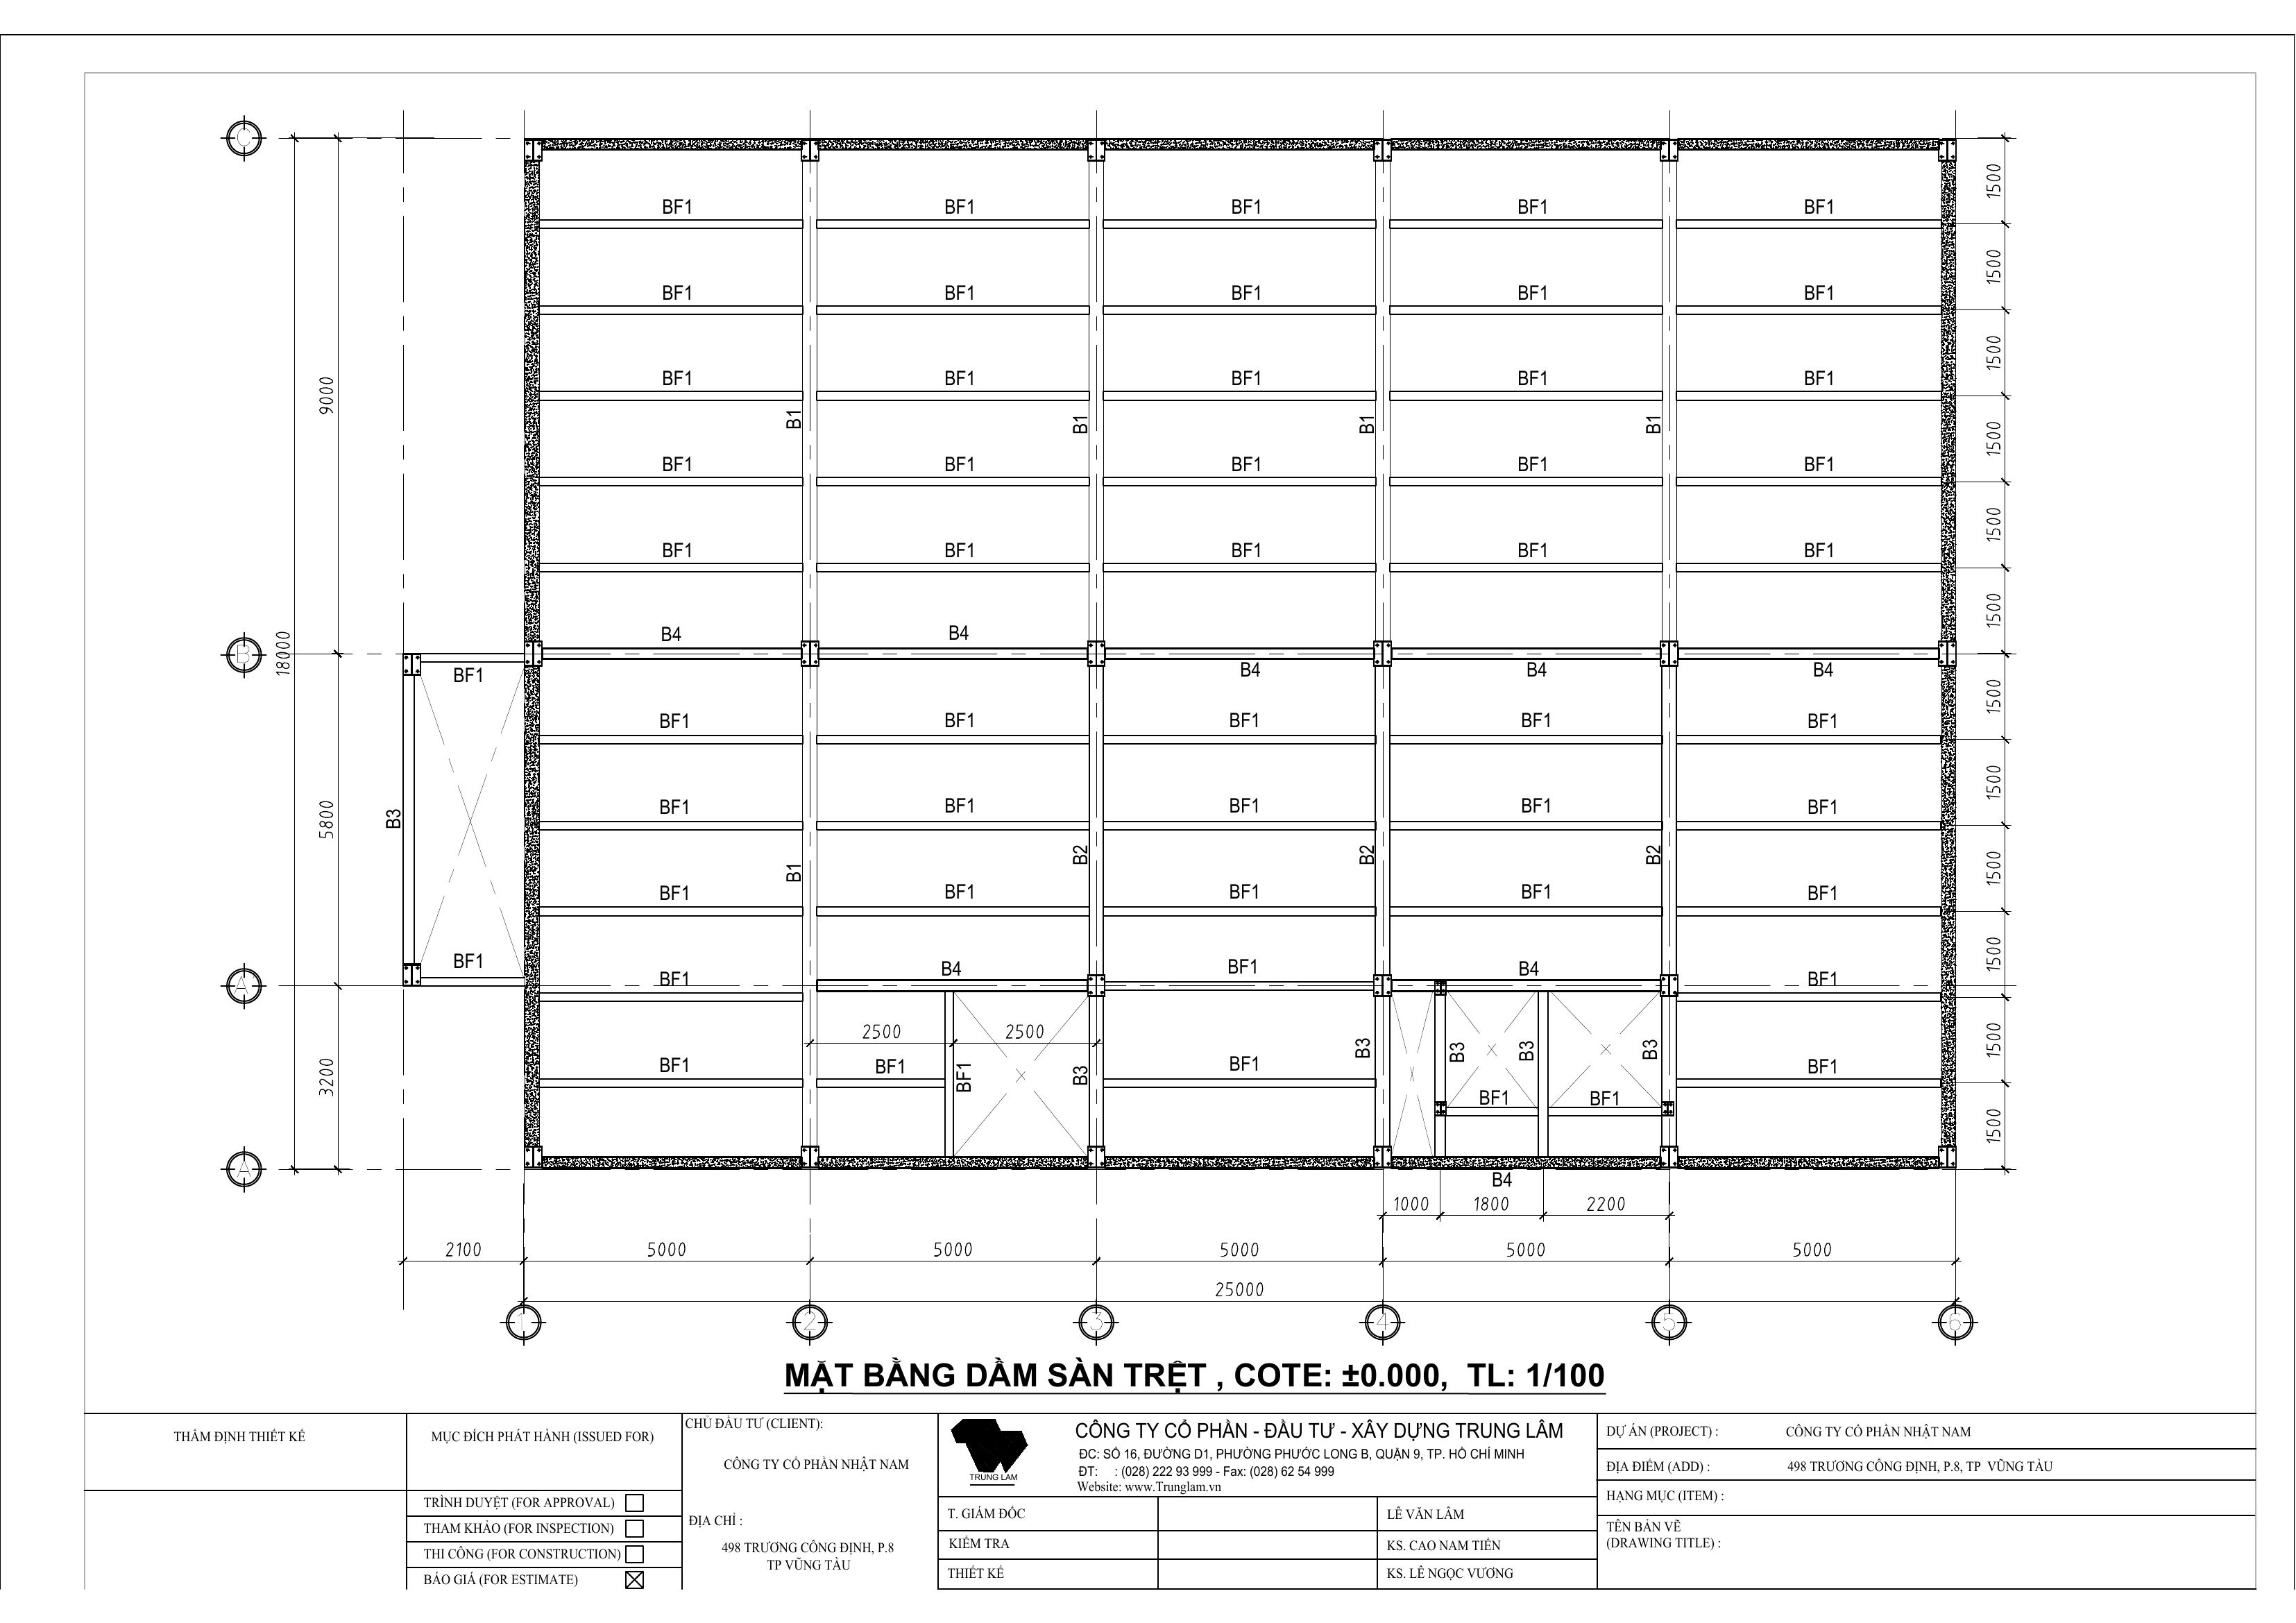 C
1500
BF1 BF1 BF1 BF1 BF1
1500
BF1 BF1 BF1 BF1 BF1
1500
9000
BF1 BF1 BF1 BF1 BF1
B1 B1 B1 B1
1500
BF1 BF1 BF1 BF1 BF1
1500
BF1 BF1 BF1 BF1 BF1
1500
B4 B4
B
18000
BF1
B4 B4 B4
1500
BF1 BF1 BF1 BF1 BF1
1500
5800
B3
BF1 BF1 BF1 BF1 BF1
B1 B2 B2 B2
1500
BF1 BF1 BF1 BF1 BF1
1500
BF1
BF1 B4 BF1 B4 BF1
A'
2500 2500
1500
3200
BF1 BF1 BF1 B3 BF1 B3 B3 B3 B3 BF1
BF1 BF1
1500
A
B4
1000 1800 2200
2100 5000 5000 5000 5000 5000
25000
1 2 3 4 5 6
MẶT BẰNG DẦM SÀN TRỆT , COTE: ±0.000, TL: 1/100
THẨM ĐỊNH THIẾT KẾ
MỤC ĐÍCH PHÁT HÀNH (ISSUED FOR)
TRÌNH DUYỆT (FOR APPROVAL)
THAM KHẢO (FOR INSPECTION)
THI CÔNG (FOR CONSTRUCTION)
BÁO GIÁ (FOR ESTIMATE)
CHỦ ĐẦU TƯ (CLIENT):
CÔNG TY CỔ PHẦN NHẬT NAM
ĐỊA CHỈ :
498 TRƯƠNG CÔNG ĐỊNH, P.8
TP VŨNG TÀU
TRUNG LAM
CÔNG TY CỔ PHẦN - ĐẦU TƯ - XÂY DỰNG TRUNG LÂM
ĐC: SỐ 16, ĐƯỜNG D1, PHƯỜNG PHƯỚC LONG B, QUẬN 9, TP. HỒ CHÍ MINH
ĐT: : (028) 222 93 999 - Fax: (028) 62 54 999
Website: www.Trunglam.vn
T. GIÁM ĐỐC LÊ VĂN LÂM
KIỂM TRA KS. CAO NAM TIẾN
THIẾT KẾ KS. LÊ NGỌC VƯƠNG
DỰ ÁN (PROJECT) : CÔNG TY CỔ PHẦN NHẬT NAM
ĐỊA ĐIỂM (ADD) : 498 TRƯƠNG CÔNG ĐỊNH, P.8, TP VŨNG TÀU
HẠNG MỤC (ITEM) :
TÊN BẢN VẼ
(DRAWING TITLE) :